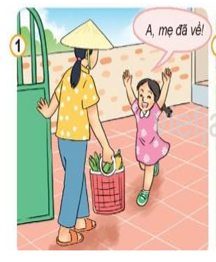 1
A, mẹ đã về!